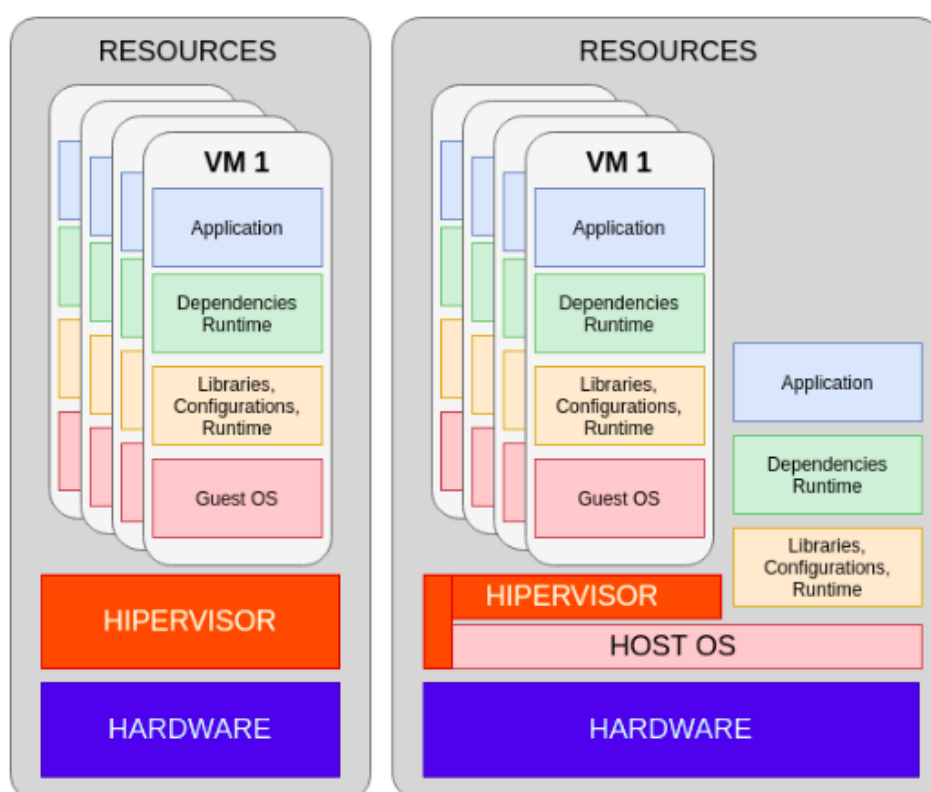 RESOURCES
VM 1
Application
Dependencies
Runtime
Libraries,
Configurations,
Runtime
Guest OS
HIPERVISOR
HARDWARE
RESOURCES
VM 1
Application
Dependencies
Runtime
Libraries,
Configurations,
Runtime
Guest OS
Application
Dependencies
Runtime
Libraries,
Configurations,
Runtime
HIPERVISOR
HOST OS
HARDWARE